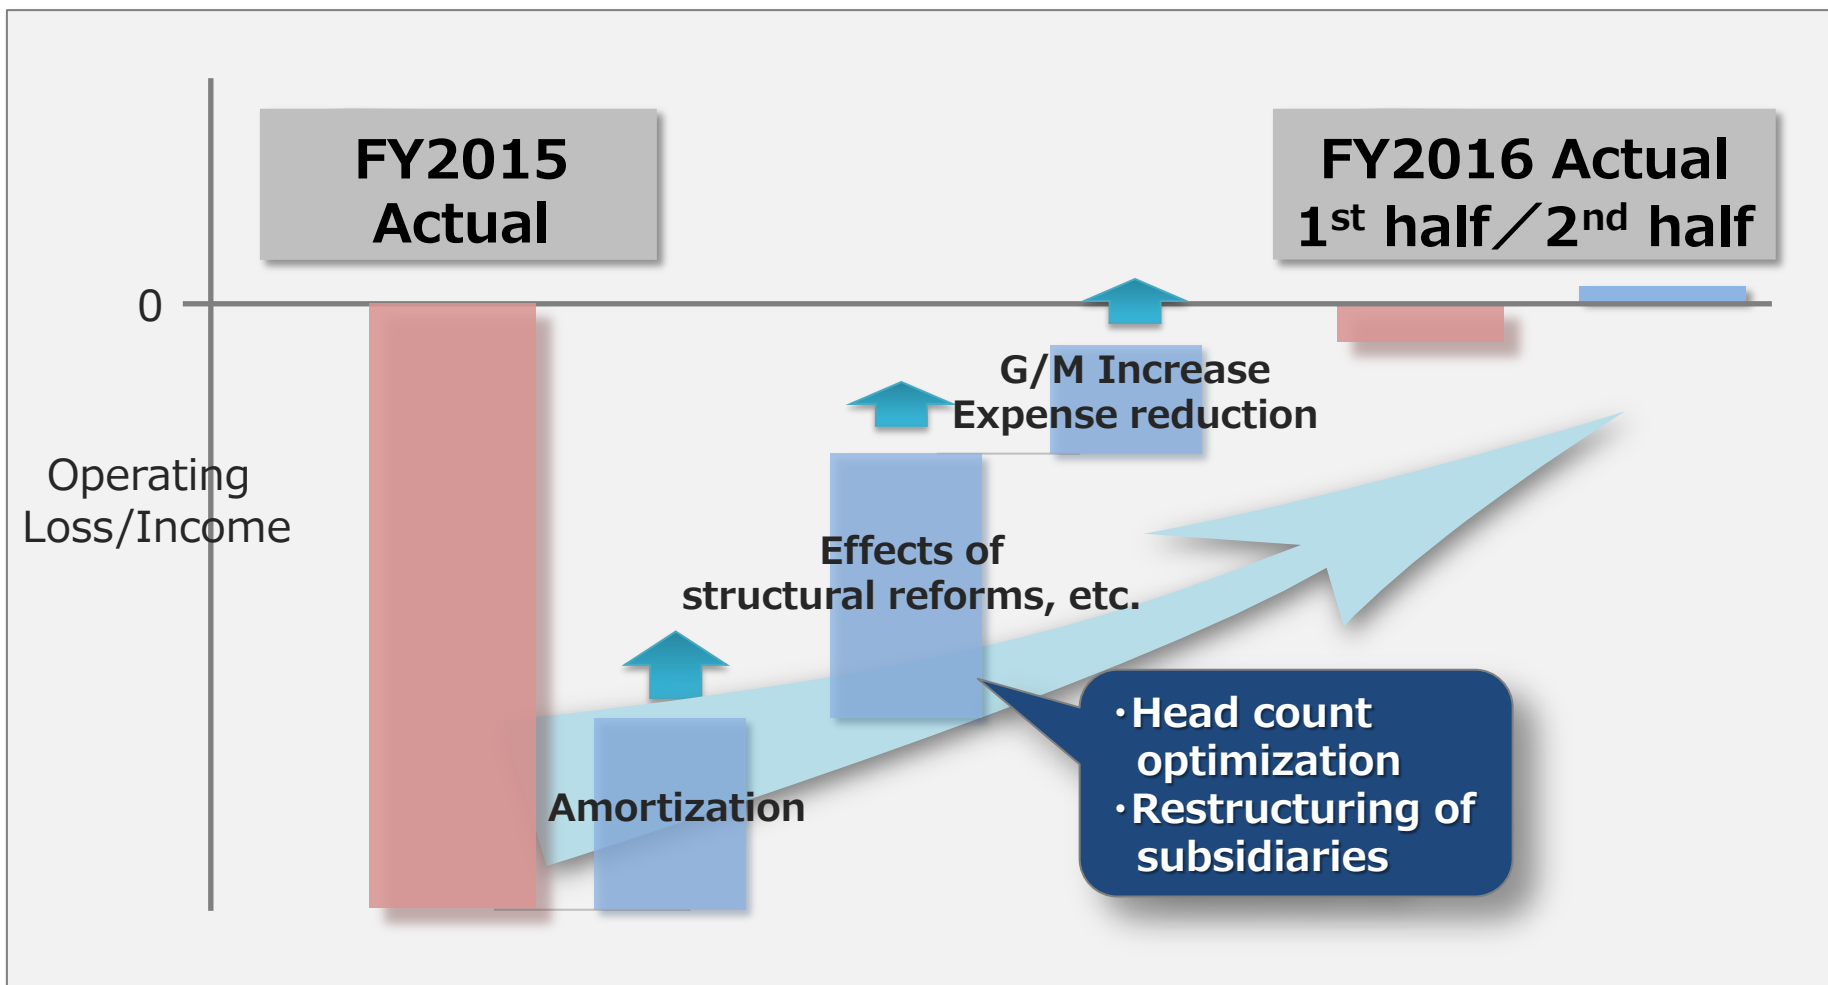 FY2015
Actual
FY2016 Actual
1st half／2nd half
0
Operating
Loss/Income
G/M Increase
Expense reduction
Effects of
structural reforms, etc.
Amortization
・Head count
optimization
・Restructuring of
subsidiaries